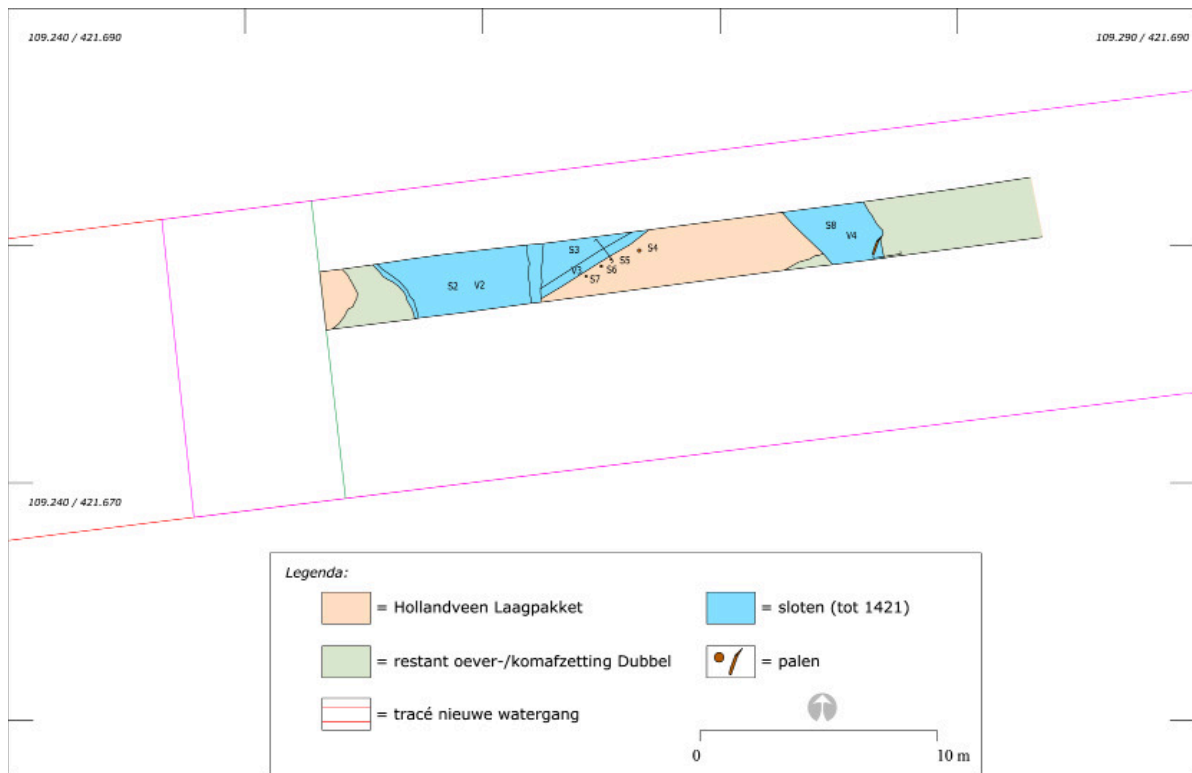 109.240 / 421.690
109.290 / 421.690
S8
V4
S3
S4
S5
S6
V3
S7
S2 V2
109.240 / 421.670
Legenda:
= Hollandveen Laagpakket
= sloten (tot 1421)
= restant oever-/komafzetting Dubbel
= palen
= tracé nieuwe watergang
0
10 m